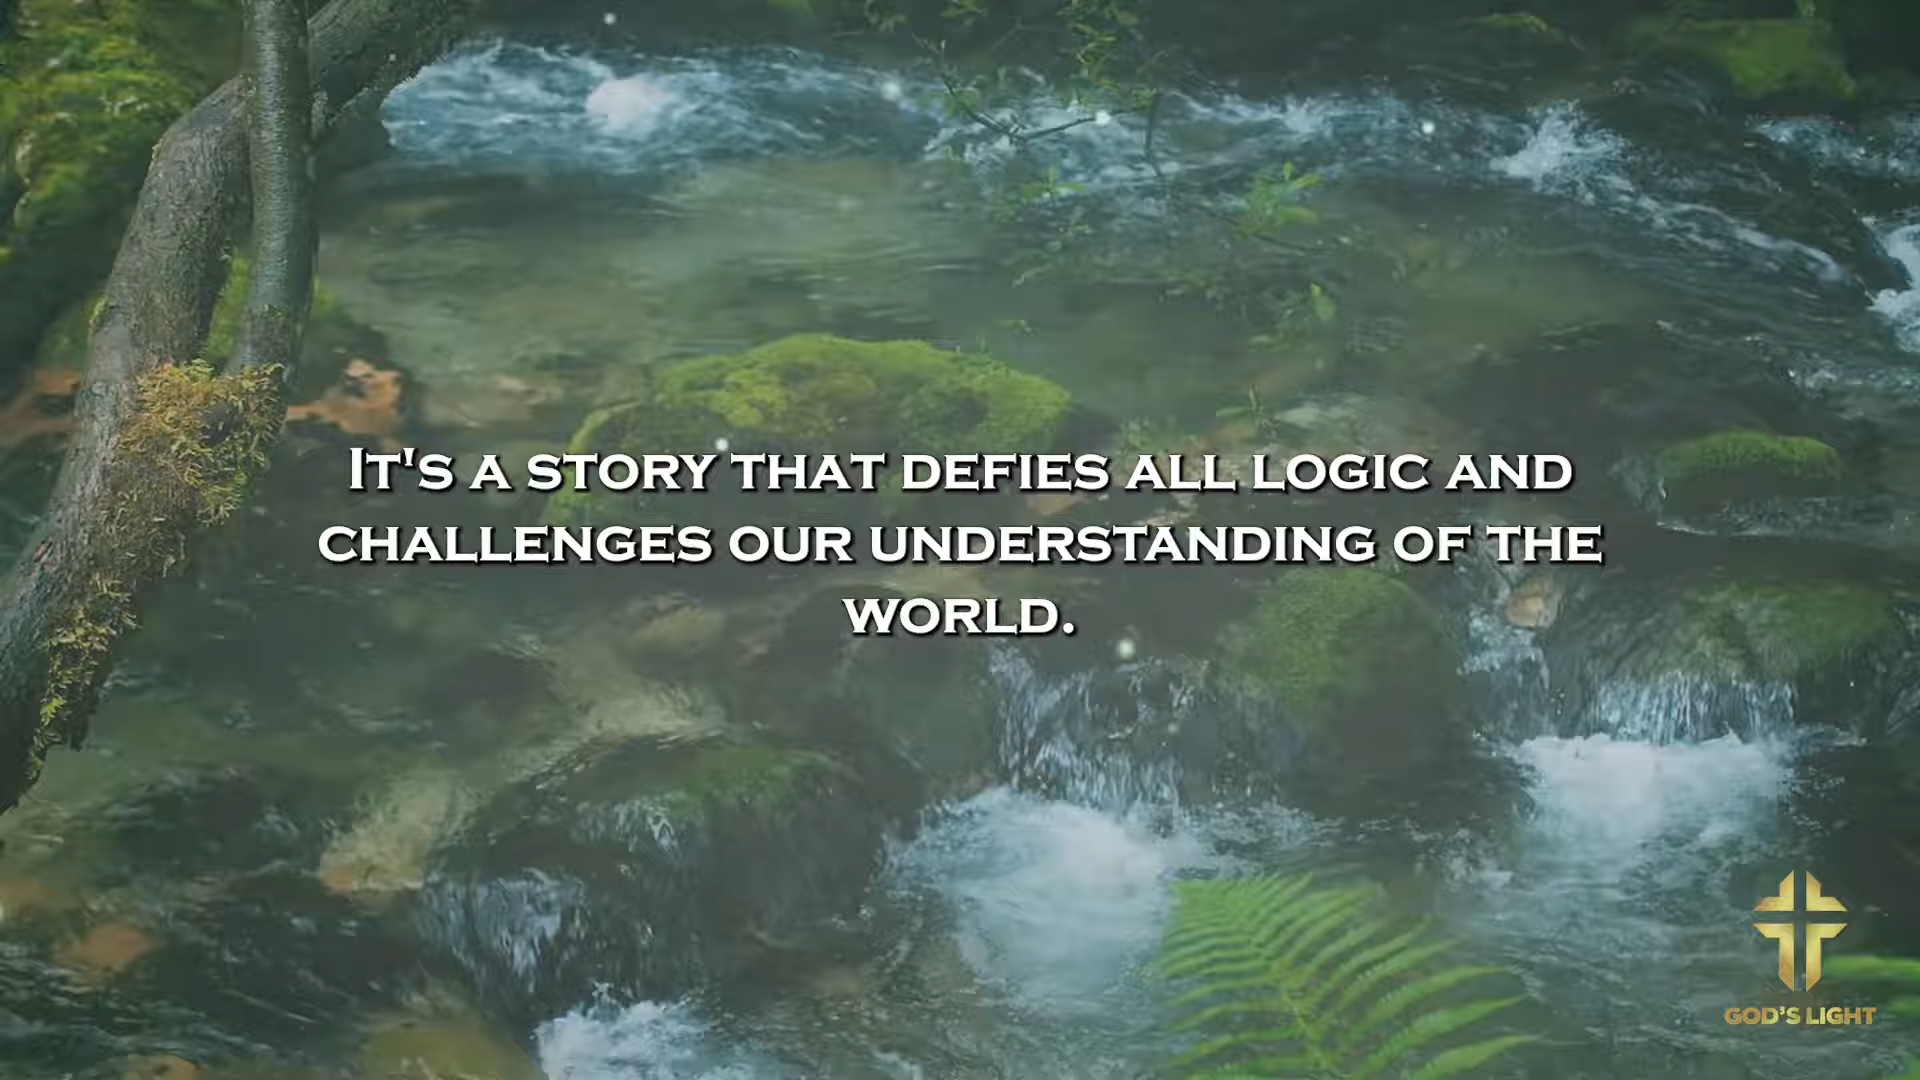 It's a story that defies all logic and
challenges our understanding of the
world.
GOD'S LIGHT